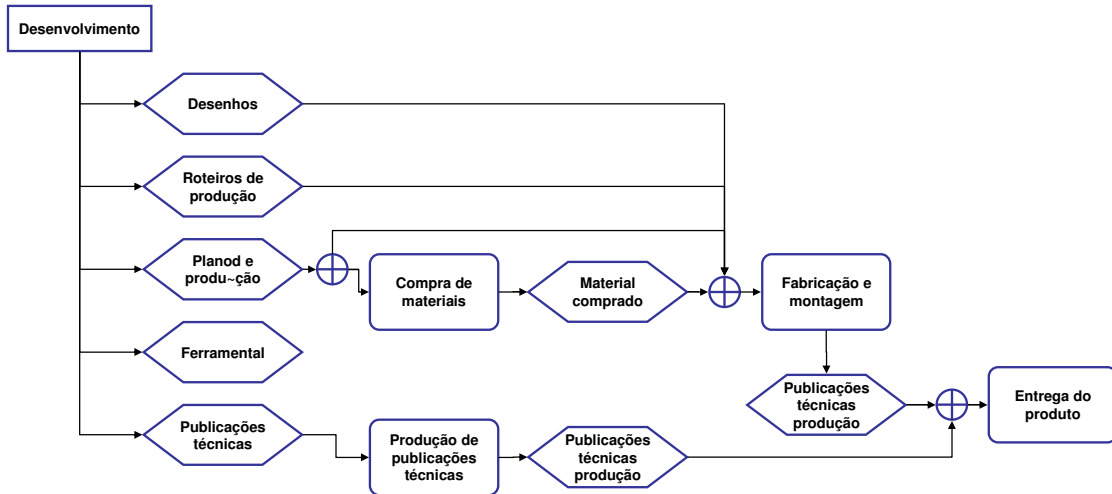 Desenvolvimento
Desenhos
Roteiros de
produção
Planod e
produ~ção
Compra de
materiais
Material
comprado
Fabricação e
montagem
Ferramental
Publicações
técnicas
Produção de
publicações
técnicas
Publicações
técnicas
produção
Publicações
técnicas
produção
Entrega do
produto